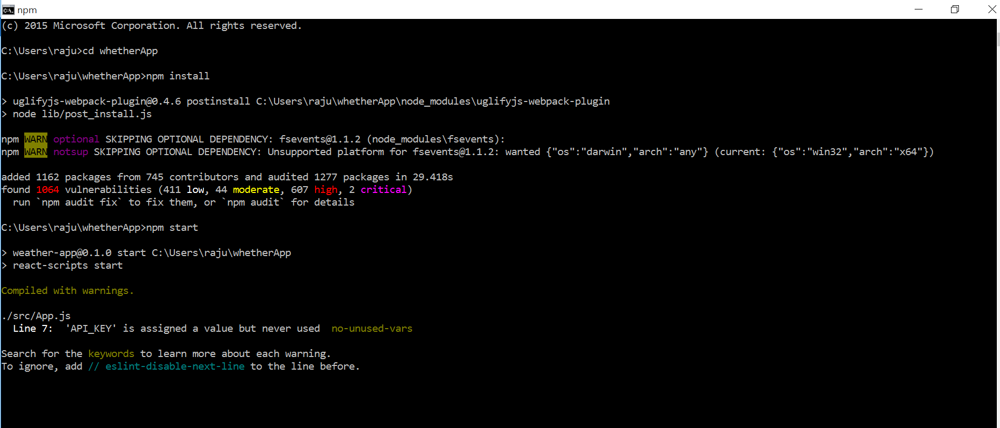 npm
(c) 2015 Microsoft Corporation. All rights reserved.
C:\Users\raju>cd whetherApp
C:\Users\raju\whetherApp>npm install
> uglifyjs-webpack-plugin@0.4.6 postinstall C:\Users\raju\whetherApp\node_modules\uglifyjs-webpack-plugin
> node lib/post_install.js
npm WARN optional SKIPPING OPTIONAL DEPENDENCY: fsevents@1.1.2 (node_modules\fsevents):
npm WARN notsup SKIPPING OPTIONAL DEPENDENCY: Unsupported platform for fsevents@1.1.2: wanted {"os":"darwin","arch":"any"} (current: {"os":"win32","arch":"x64"})
added 1162 packages from 745 contributors and audited 1277 packages in 29.418s
found 1064 vulnerabilities (411 low, 44 moderate, 607 high, 2 critical)
  run `npm audit fix` to fix them, or `npm audit` for details
C:\Users\raju\whetherApp>npm start
> weather-app@0.1.0 start C:\Users\raju\whetherApp
> react-scripts start
Compiled with warnings.
./src/App.js
  Line 7:  'API_KEY' is assigned a value but never used  no-unused-vars
Search for the keywords to learn more about each warning.
To ignore, add // eslint-disable-next-line to the line before.